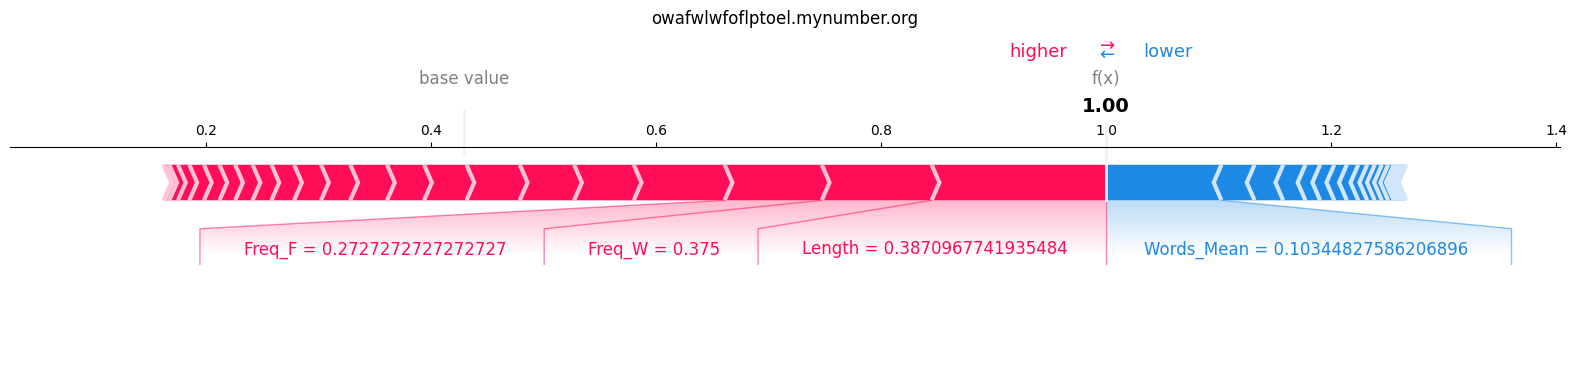 owafwlwfoflptoel.mynumber.org
higher ⇄ lower
base value f(x)
1.00
0.2 0.4 0.6 0.8 1.0 1.2 1.4
Freq_F = 0.2727272727272727 Freq_W = 0.375 Length = 0.3870967741935484 Words_Mean = 0.10344827586206896